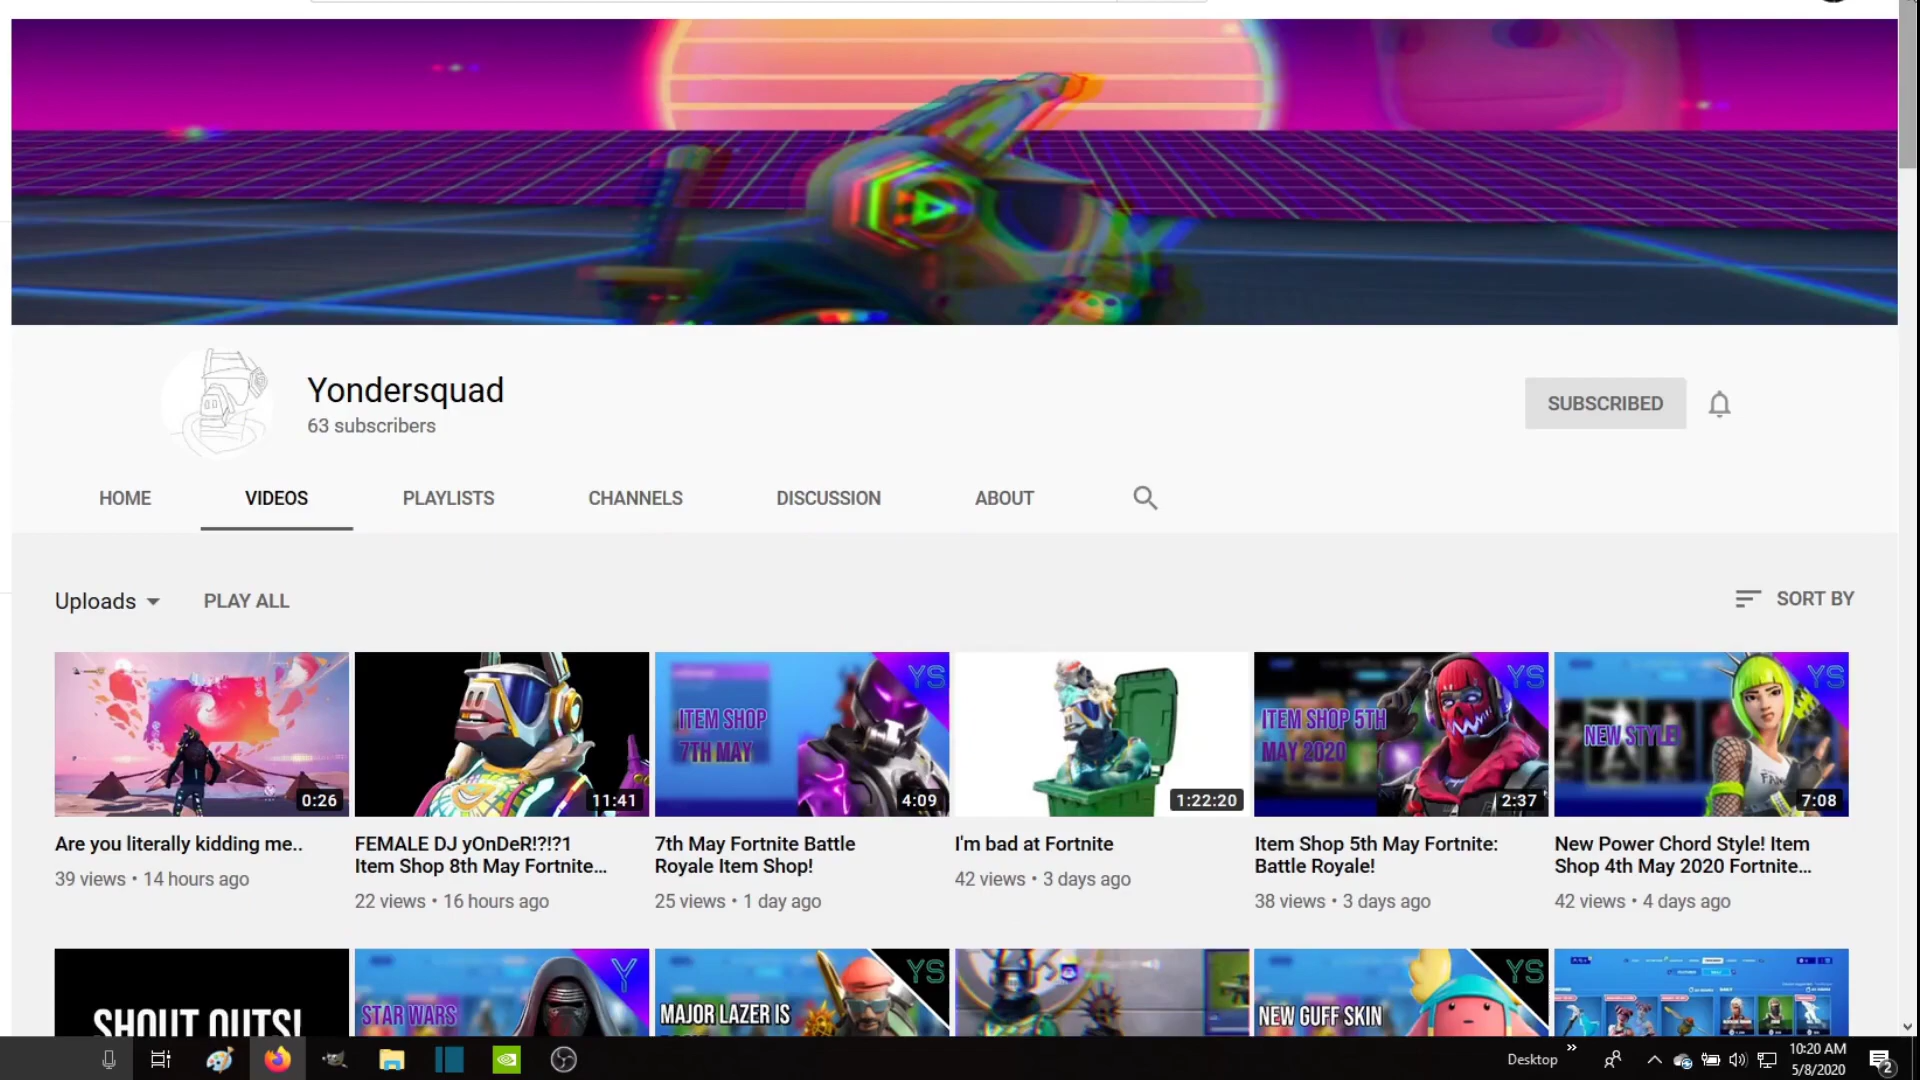 Yondersquad
63 subscribers
SUBSCRIBED
HOME VIDEOS PLAYLISTS CHANNELS DISCUSSION ABOUT
Uploads PLAY ALL SORT BY
0:26
11:41
ITEM SHOP
7TH MAY
YS
4:09
1:22:20
ITEM SHOP 5TH
MAY 2020
YS
2:37
NEW STYLE!
YS
7:08
Are you literally kidding me..
39 views • 14 hours ago
FEMALE DJ yOnDeR!?!?1
Item Shop 8th May Fortnite...
22 views • 16 hours ago
7th May Fortnite Battle
Royale Item Shop!
25 views • 1 day ago
I'm bad at Fortnite
42 views • 3 days ago
Item Shop 5th May Fortnite:
Battle Royale!
38 views • 3 days ago
New Power Chord Style! Item
Shop 4th May 2020 Fortnite...
42 views • 4 days ago
SHOUT OUTS!
STAR WARS
Y
MAJOR LAZER IS
YS
NEW GUFF SKIN
YS
Desktop
10:20 AM
5/8/2020
2